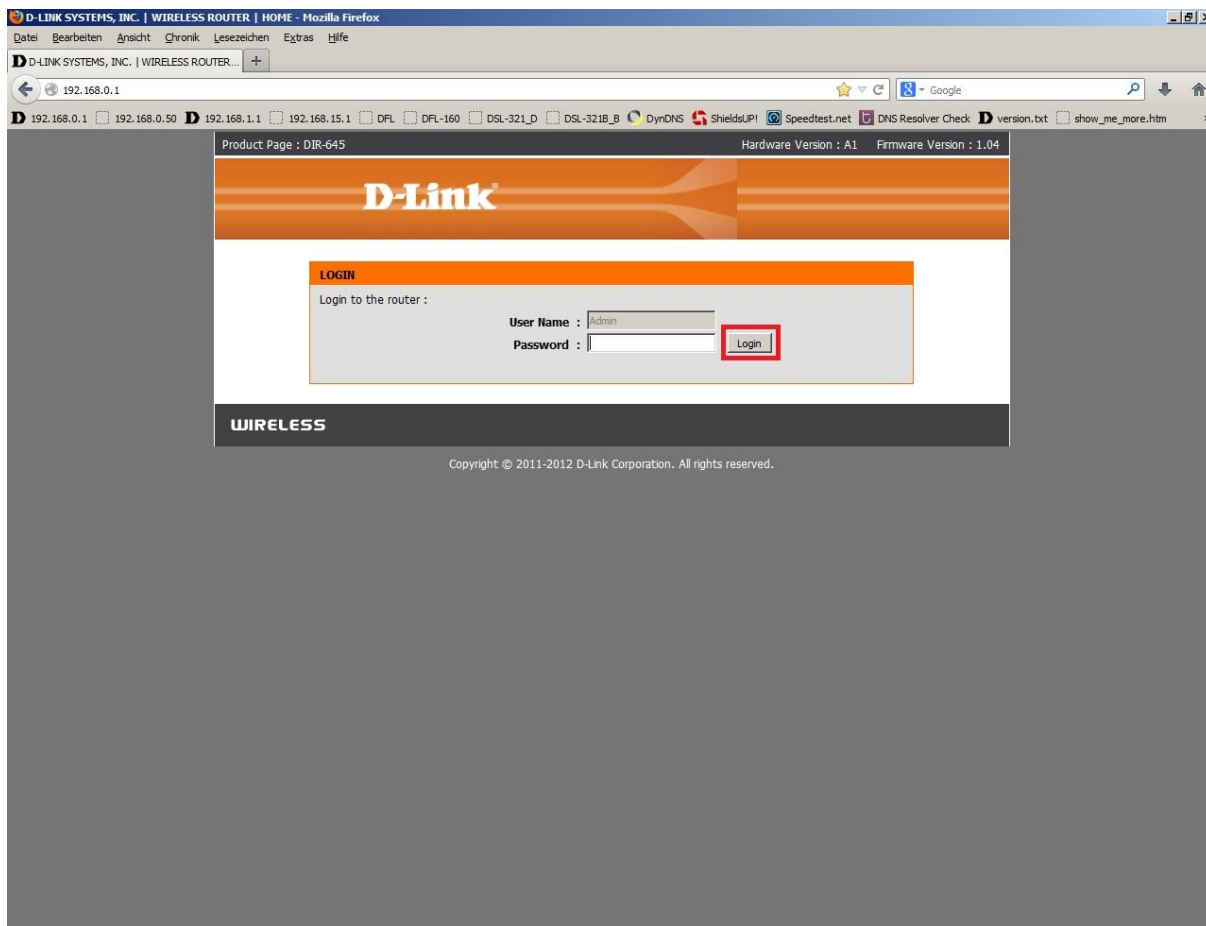 D-LINK SYSTEMS, INC. | WIRELESS ROUTER | HOME - Mozilla Firefox
Datei Bearbeiten Ansicht Chronik Lesezeichen Extras Hilfe
D-LINK SYSTEMS, INC. | WIRELESS ROUTER... +
192.168.0.1 Google
192.168.0.1 192.168.0.50 192.168.1.1 192.168.15.1 DFL DFL-160 DSL-321_D DSL-321B_B DynDNS ShieldsUP! Speedtest.net DNS Resolver Check version.txt show_me_more.htm
Product Page : DIR-645 Hardware Version : A1 Firmware Version : 1.04
D-Link
LOGIN
Login to the router :
User Name : Admin
Password : Login
WIRELESS
Copyright © 2011-2012 D-Link Corporation. All rights reserved.